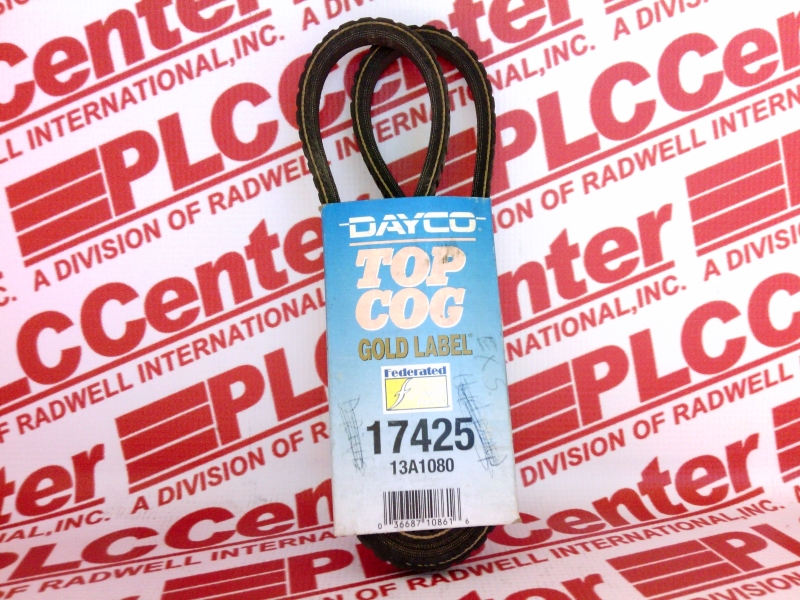 DAYCO
TOP
COG
GOLD LABEL
Federated
f
17425
13A1080
0 36687 10861 6
PLCCenter
A DIVISION OF RADWELL INTERNATIONAL, INC.